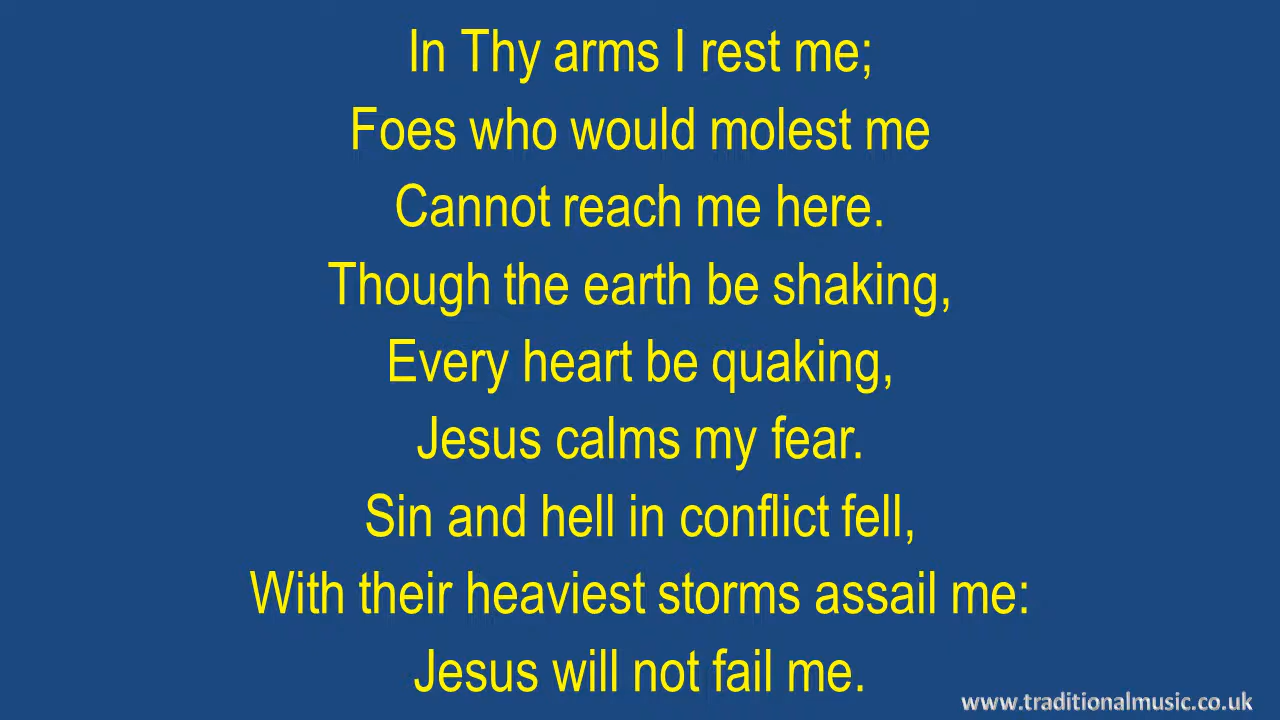 In Thy arms I rest me;
Foes who would molest me
Cannot reach me here.
Though the earth be shaking,
Every heart be quaking,
Jesus calms my fear.
Sin and hell in conflict fell,
With their heaviest storms assail me:
Jesus will not fail me.
www.traditionalmusic.co.uk